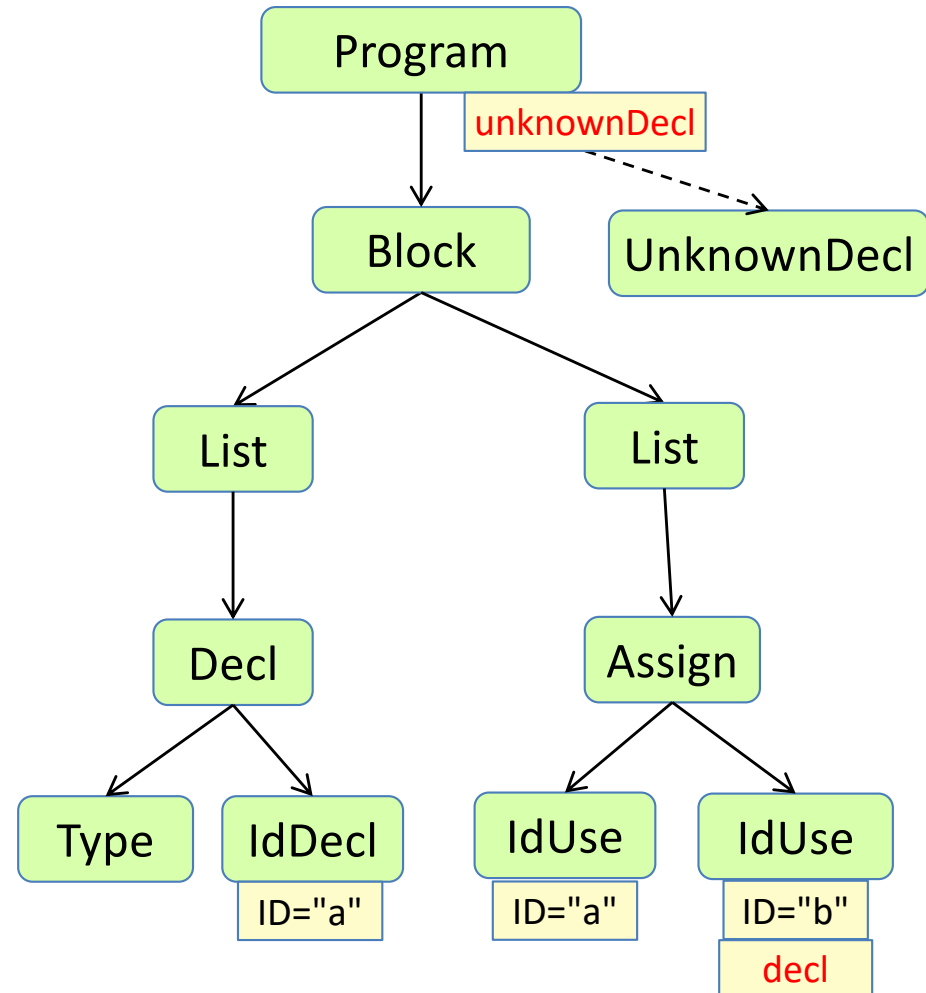 Program
unknownDecl
Block
UnknownDecl
List
List
Decl
Assign
Type
IdDecl
IdUse
IdUse
ID="a"
ID="a"
ID="b"
decl